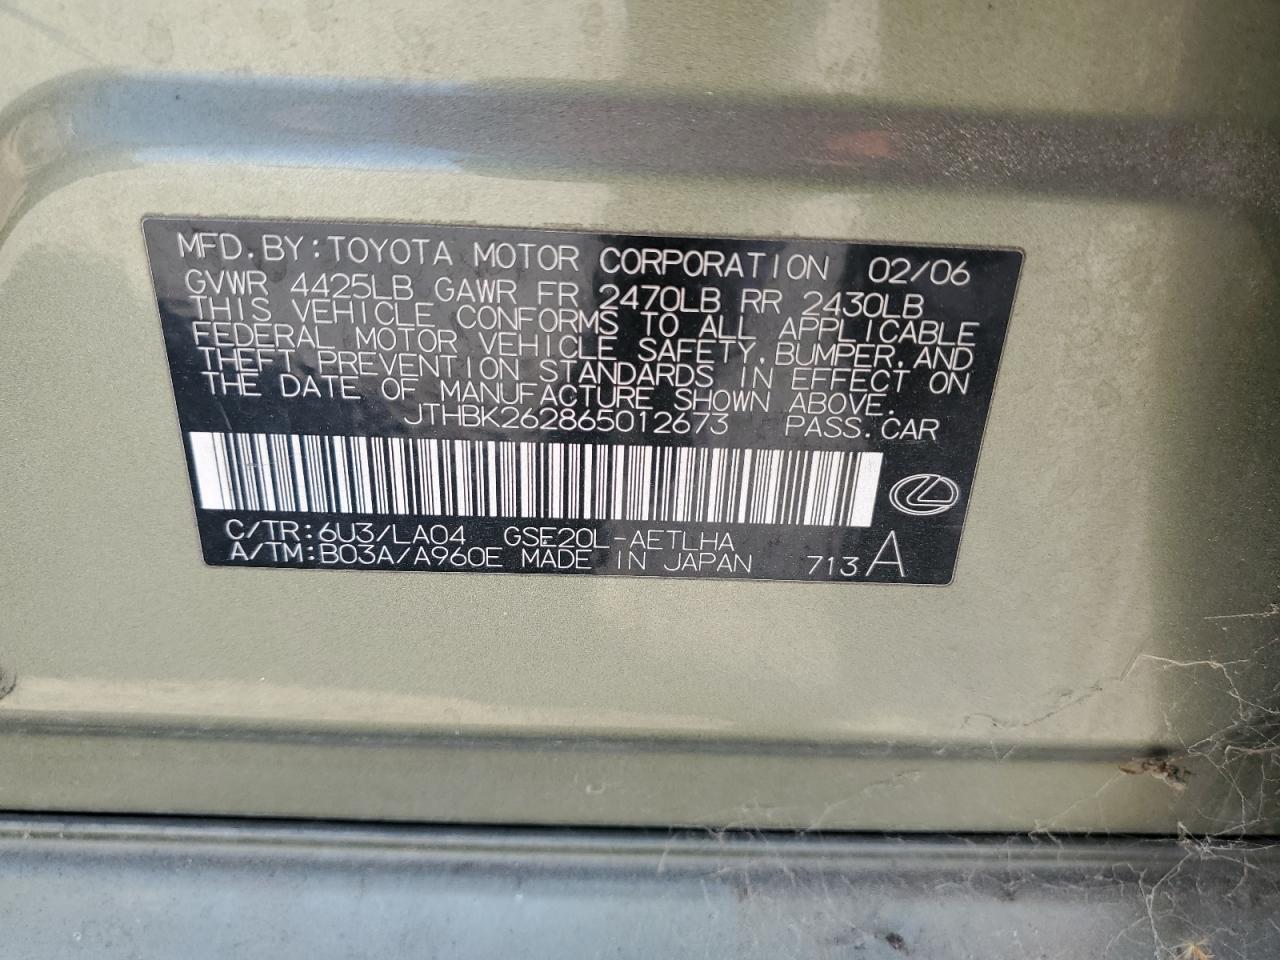 MFD. BY: TOYOTA MOTOR CORPORATION 02/06
GVWR 4425LB GAWR FR 2470LB RR 2430LB
THIS VEHICLE CONFORMS TO ALL APPLICABLE
FEDERAL MOTOR VEHICLE SAFETY, BUMPER, AND
THEFT PREVENTION STANDARDS IN EFFECT ON
THE DATE OF MANUFACTURE SHOWN ABOVE.
JTHBK262865012673 PASS. CAR
C/TR: 6U3/LA04 GSE20L-AETLHA
A/TM: B03A/A960E MADE IN JAPAN 713 A